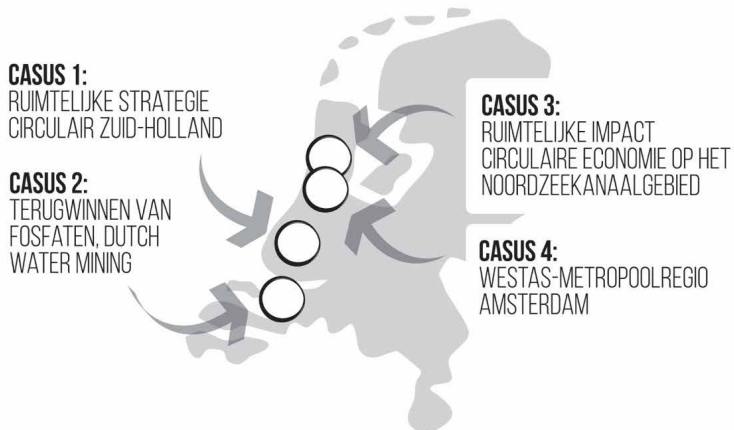 CASUS 1:
RUIMTELIJKE STRATEGIE
CIRCULAIR ZUID-HOLLAND
CASUS 2:
TERUGWINNEN VAN
FOSFATEN, DUTCH
WATER MINING
CASUS 3:
RUIMTELIJKE IMPACT
CIRCULAIRE ECONOMIE OP HET
NOORDZEEKANAALGEBIED
CASUS 4:
WESTAS-METROPOOLREGIO
AMSTERDAM